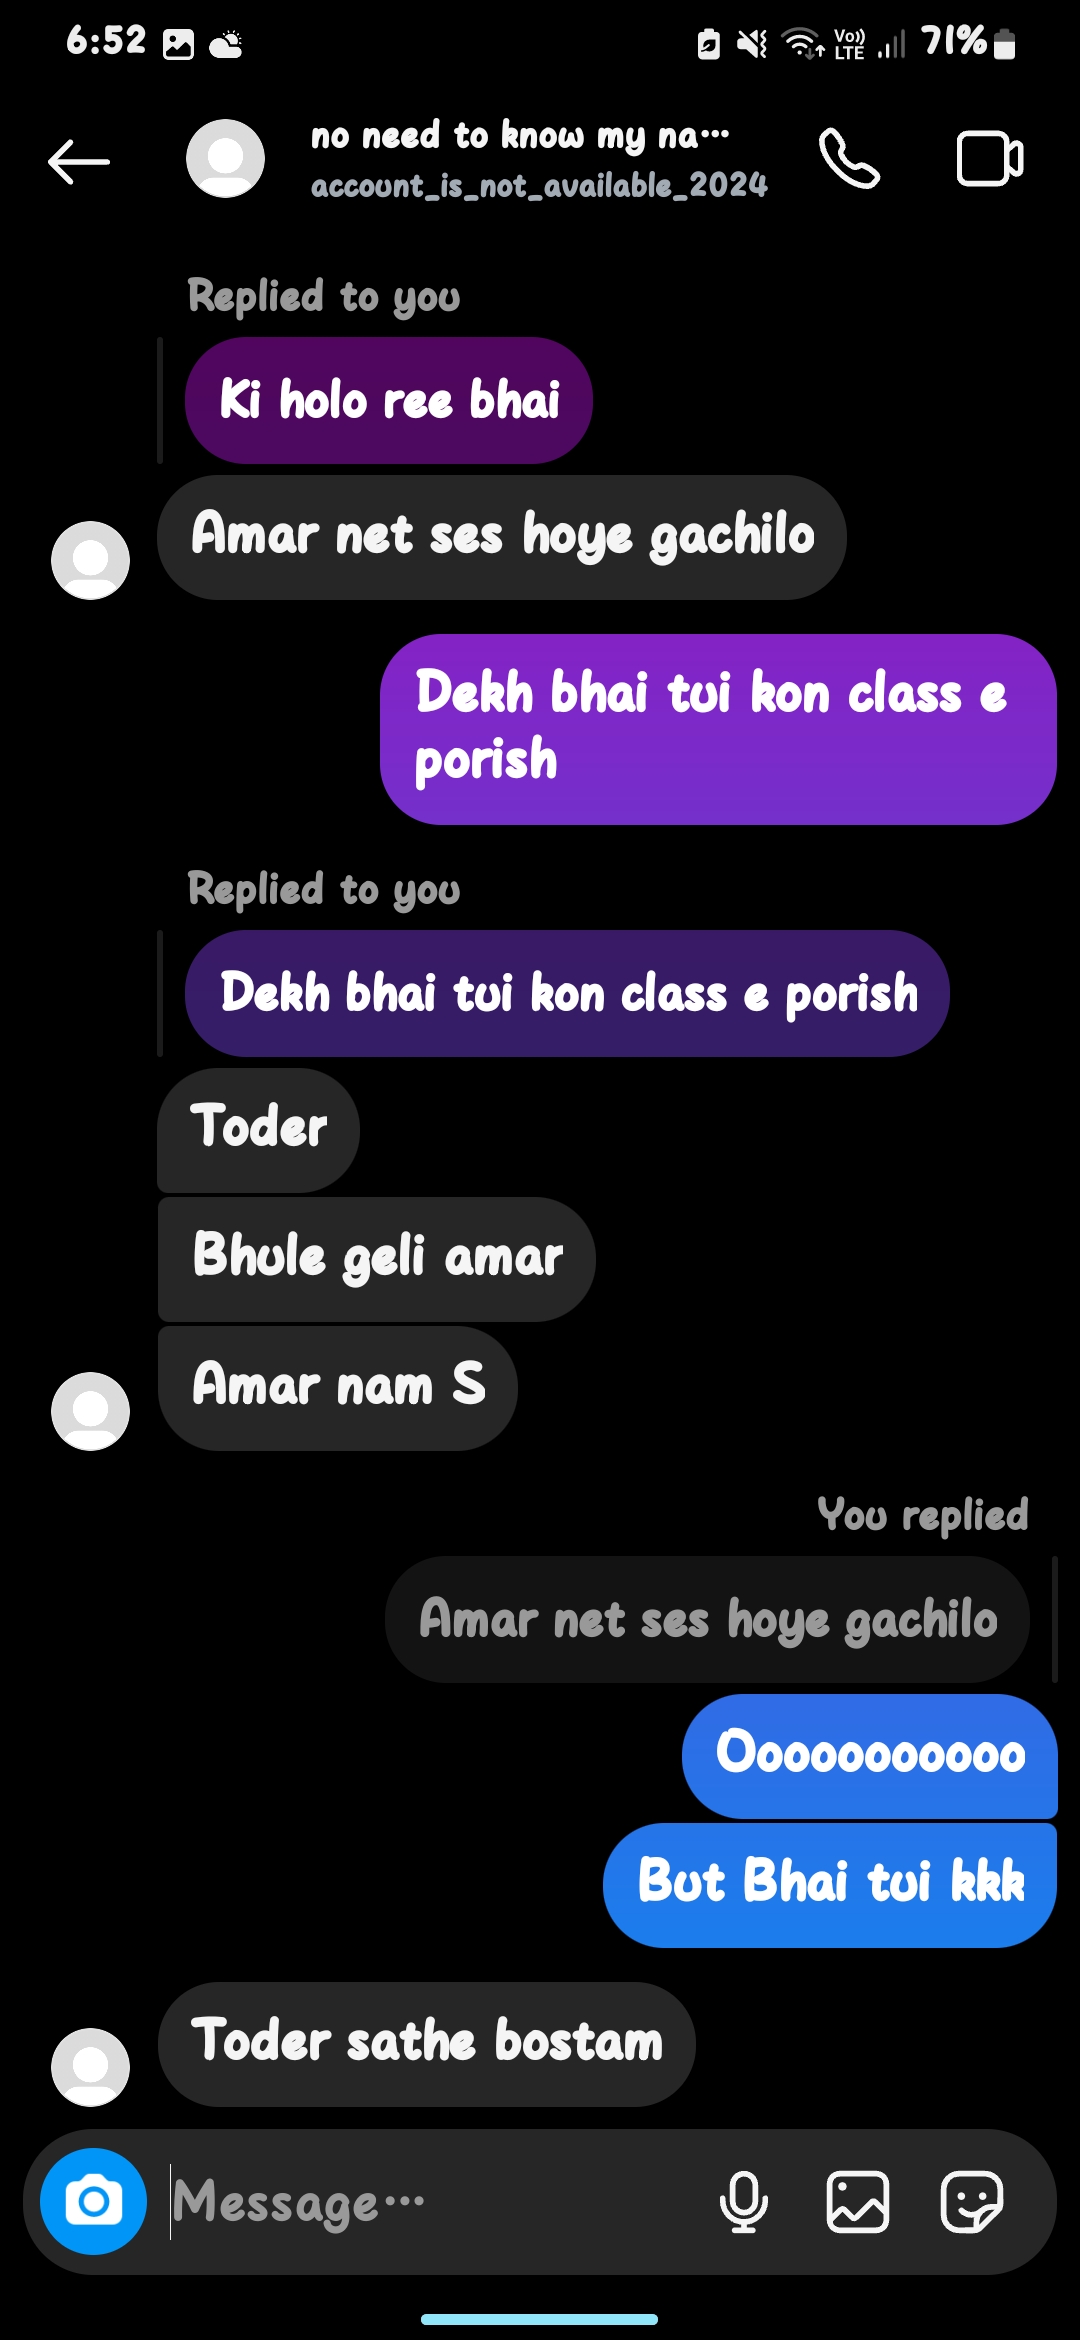 6:52
Vo)) LTE 71%
no need to know my na...
account_is_not_available_2024
Replied to you
Ki holo ree bhai
Amar net ses hoye gachilo
Dekh bhai tui kon class e
porish
Replied to you
Dekh bhai tui kon class e porish
Toder
Bhule geli amar
Amar nam S
You replied
Amar net ses hoye gachilo
Ooooooooooo
But Bhai tui kkk
Toder sathe bostam
Message...